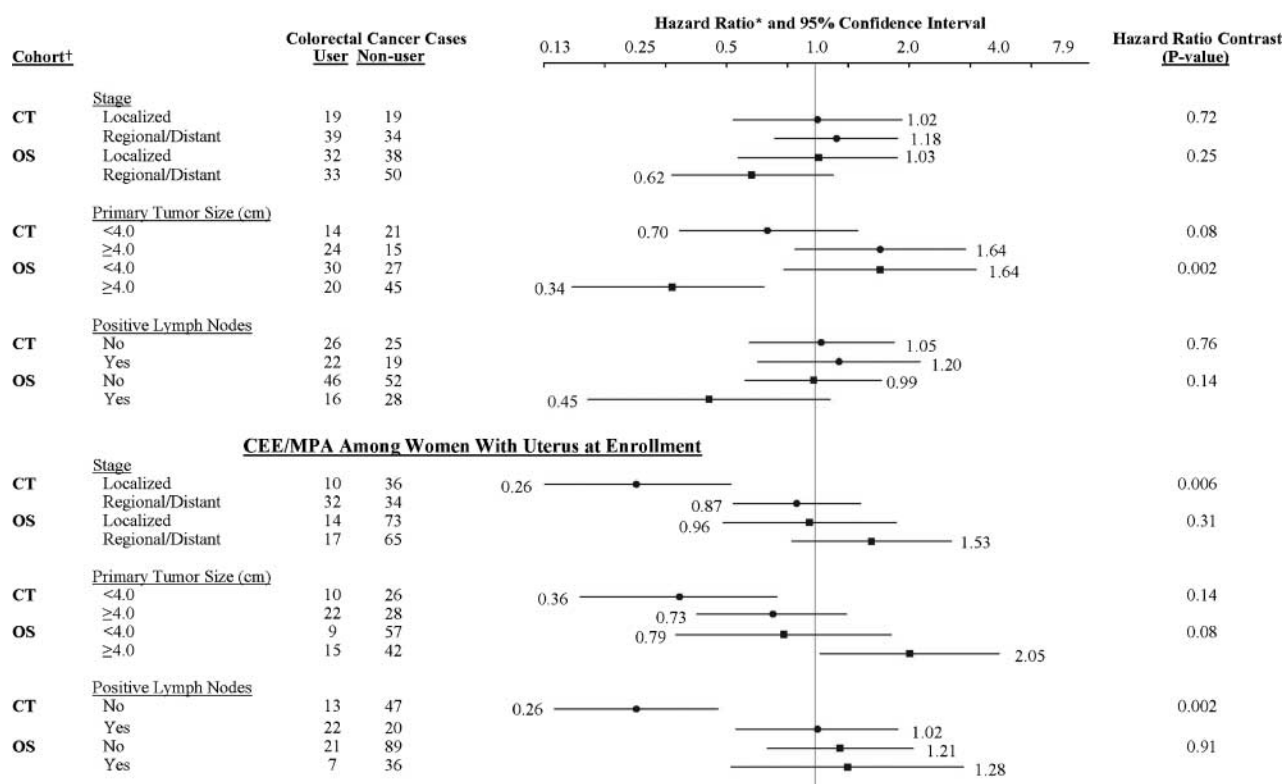 Hazard Ratio* and 95% Confidence Interval
Colorectal Cancer Cases
0.13 0.25 0.5 1.0 2.0 4.0 7.9
Hazard Ratio Contrast
Cohort† User Non-user (P-value)
Stage
CT Localized 19 19 1.02 0.72
Regional/Distant 39 34 1.18
OS Localized 32 38 1.03 0.25
Regional/Distant 33 50 0.62
Primary Tumor Size (cm)
CT <4.0 14 21 0.70 0.08
≥4.0 24 15 1.64
OS <4.0 30 27 1.64 0.002
≥4.0 20 45 0.34
Positive Lymph Nodes
CT No 26 25 1.05 0.76
Yes 22 19 1.20
OS No 46 52 0.99 0.14
Yes 16 28 0.45
CEE/MPA Among Women With Uterus at Enrollment
Stage
CT Localized 10 36 0.26 0.006
Regional/Distant 32 34 0.87
OS Localized 14 73 0.96 0.31
Regional/Distant 17 65 1.53
Primary Tumor Size (cm)
CT <4.0 10 26 0.36 0.14
≥4.0 22 28 0.73
OS <4.0 9 57 0.79 0.08
≥4.0 15 42 2.05
Positive Lymph Nodes
CT No 13 47 0.26 0.002
Yes 22 20 1.02
OS No 21 89 1.21 0.91
Yes 7 36 1.28